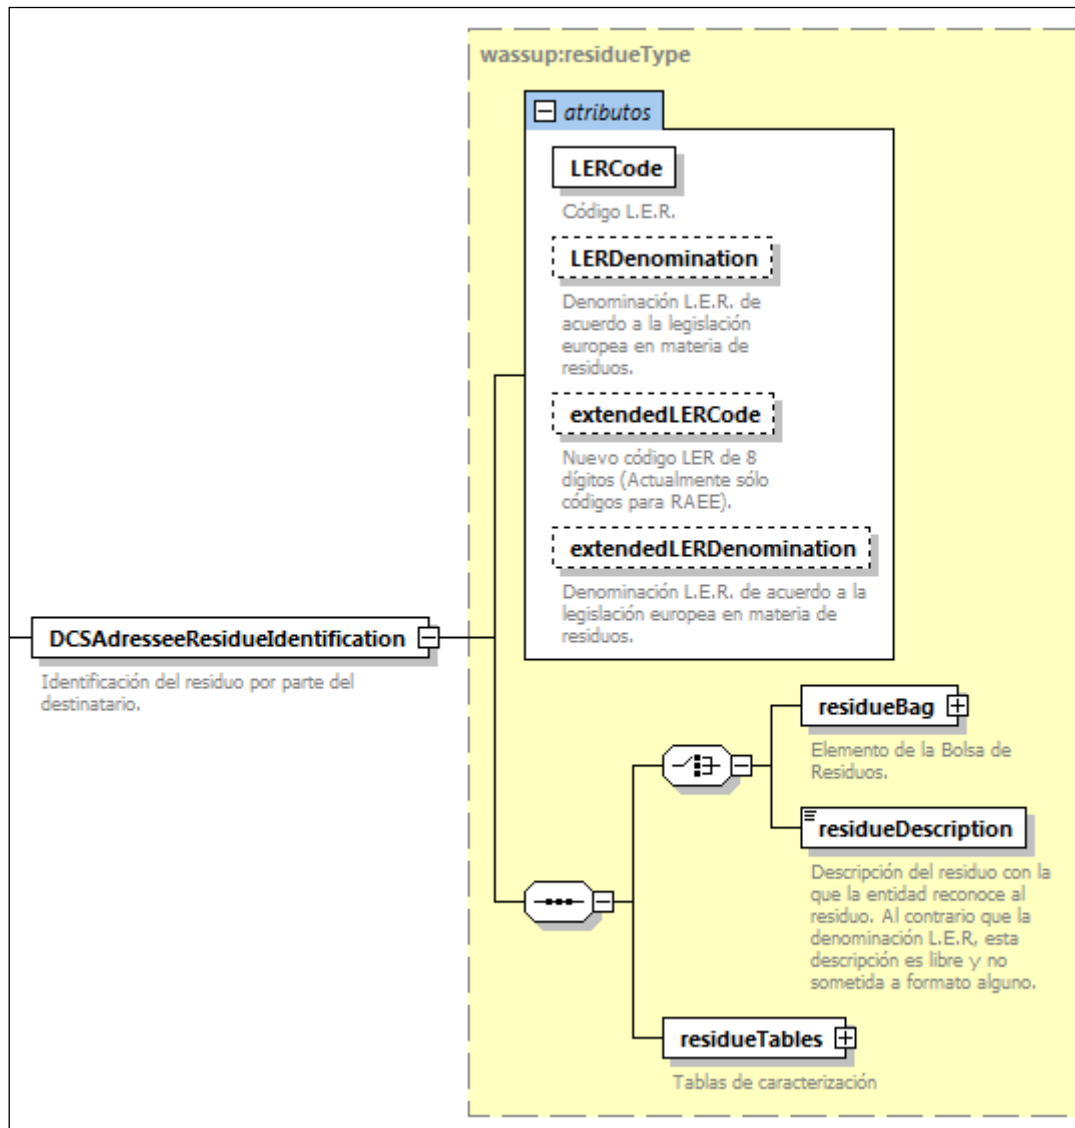 wassup:residueType
atributos
LERCode
Código L.E.R.
LERDenomination
Denominación L.E.R. de
acuerdo a la legislación
europea en materia de
residuos.
extendedLERCode
Nuevo código LER de 8
dígitos (Actualmente sólo
códigos para RAEE).
extendedLERDenomination
Denominación L.E.R. de acuerdo a la
legislación europea en materia de
residuos.
DCSAdresseeResidueIdentification
Identificación del residuo por parte del
destinatario.
residueBag
Elemento de la Bolsa de
Residuos.
residueDescription
Descripción del residuo con la
que la entidad reconoce al
residuo. Al contrario que la
denominación L.E.R, esta
descripción es libre y no
sometida a formato alguno.
residueTables
Tablas de caracterización